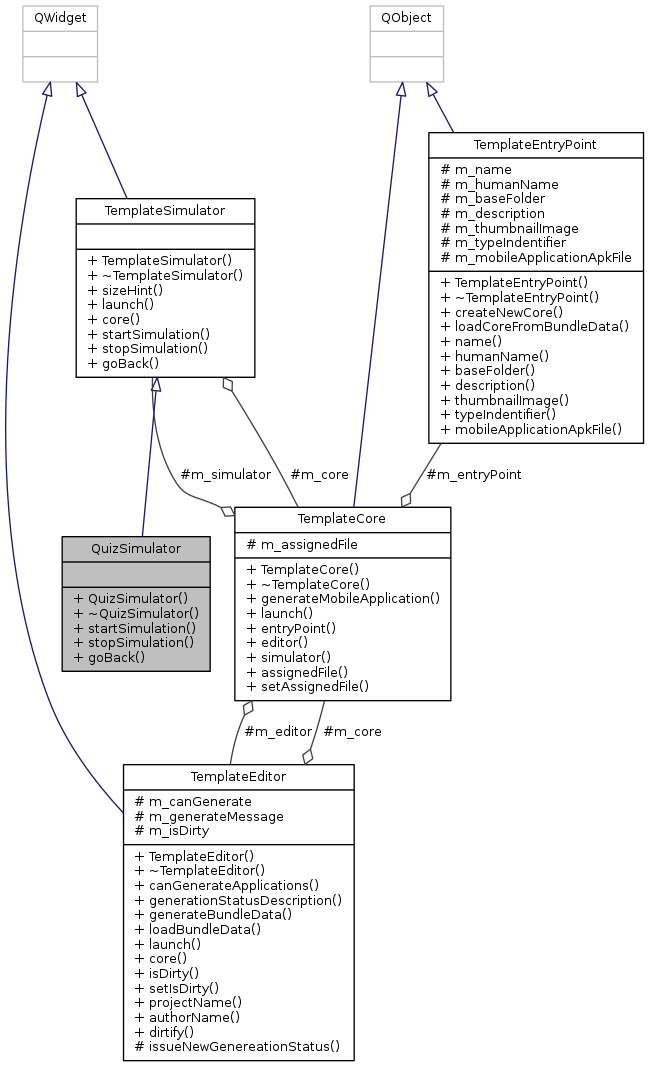 QWidget
QObject
TemplateEntryPoint
# m_name
# m_humanName
# m_baseFolder
# m_description
# m_thumbnailImage
# m_typeIndentifier
# m_mobileApplicationApkFile
+ TemplateEntryPoint()
+ ~TemplateEntryPoint()
+ createNewCore()
+ loadCoreFromBundleData()
+ name()
+ humanName()
+ baseFolder()
+ description()
+ thumbnailImage()
+ typeIndentifier()
+ mobileApplicationApkFile()
TemplateSimulator
+ TemplateSimulator()
+ ~TemplateSimulator()
+ sizeHint()
+ launch()
+ core()
+ startSimulation()
+ stopSimulation()
+ goBack()
#m_simulator
#m_core
#m_entryPoint
QuizSimulator
+ QuizSimulator()
+ ~QuizSimulator()
+ startSimulation()
+ stopSimulation()
+ goBack()
TemplateCore
# m_assignedFile
+ TemplateCore()
+ ~TemplateCore()
+ generateMobileApplication()
+ launch()
+ entryPoint()
+ editor()
+ simulator()
+ assignedFile()
+ setAssignedFile()
#m_editor
#m_core
TemplateEditor
# m_canGenerate
# m_generateMessage
# m_isDirty
+ TemplateEditor()
+ ~TemplateEditor()
+ canGenerateApplications()
+ generationStatusDescription()
+ generateBundleData()
+ loadBundleData()
+ launch()
+ core()
+ isDirty()
+ setIsDirty()
+ projectName()
+ authorName()
+ dirtify()
# issueNewGenereationStatus()